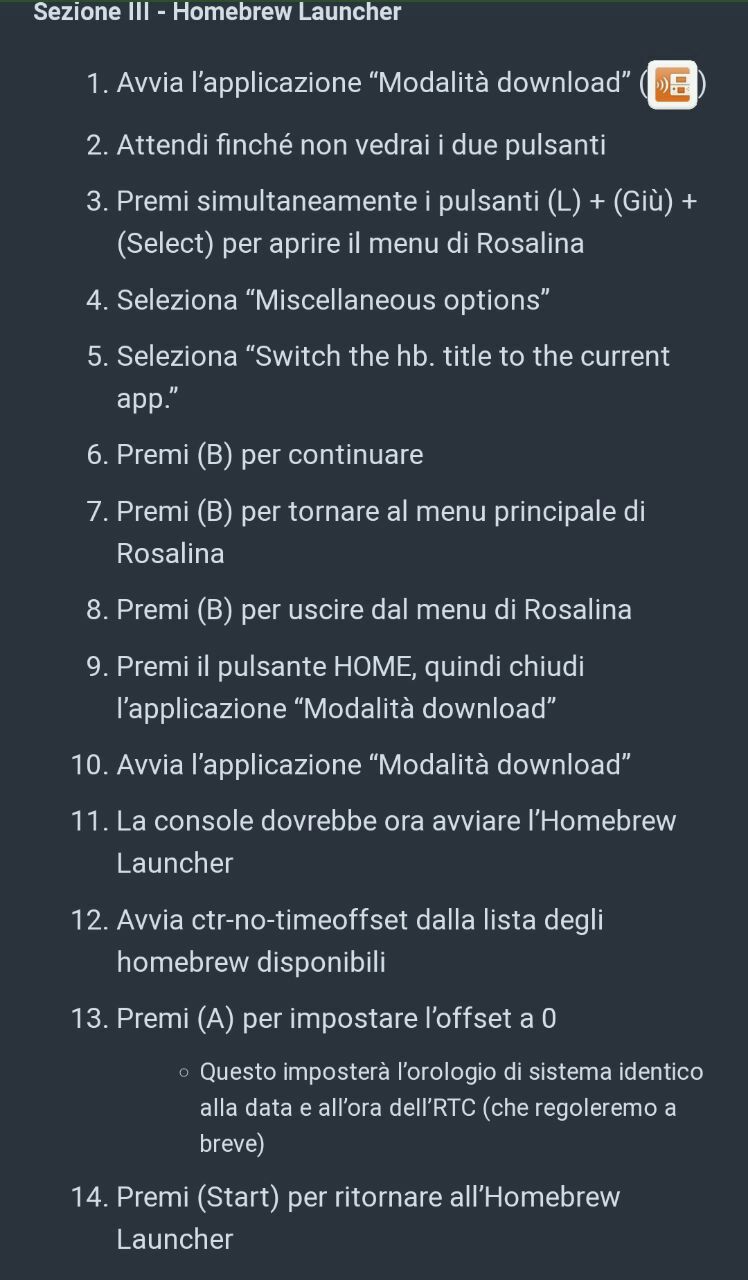 Sezione III - Homebrew Launcher
1. Avvia l’applicazione “Modalità download” ( )
2. Attendi finché non vedrai i due pulsanti
3. Premi simultaneamente i pulsanti (L) + (Giù) +
(Select) per aprire il menu di Rosalina
4. Seleziona “Miscellaneous options”
5. Seleziona “Switch the hb. title to the current
app.”
6. Premi (B) per continuare
7. Premi (B) per tornare al menu principale di
Rosalina
8. Premi (B) per uscire dal menu di Rosalina
9. Premi il pulsante HOME, quindi chiudi
l’applicazione “Modalità download”
10. Avvia l’applicazione “Modalità download”
11. La console dovrebbe ora avviare l’Homebrew
Launcher
12. Avvia ctr-no-timeoffset dalla lista degli
homebrew disponibili
13. Premi (A) per impostare l’offset a 0
○ Questo imposterà l’orologio di sistema identico
alla data e all’ora dell’RTC (che regoleremo a
breve)
14. Premi (Start) per ritornare all’Homebrew
Launcher